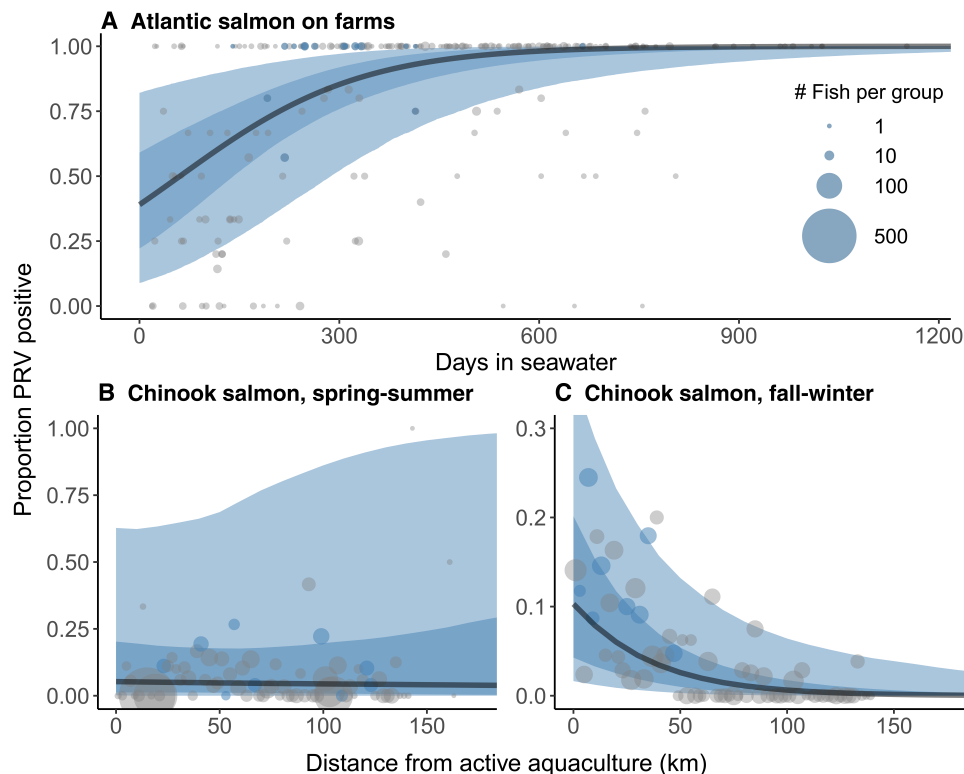 A Atlantic salmon on farms
1.00
0.75
0.50
0.25
0.00
# Fish per group
1
10
100
500
0 300 600 900 1200
Days in seawater
Proportion PRV positive
B Chinook salmon, spring-summer
1.00
0.75
0.50
0.25
0.00
0 50 100 150
C Chinook salmon, fall-winter
0.3
0.2
0.1
0.0
0 50 100 150
Distance from active aquaculture (km)